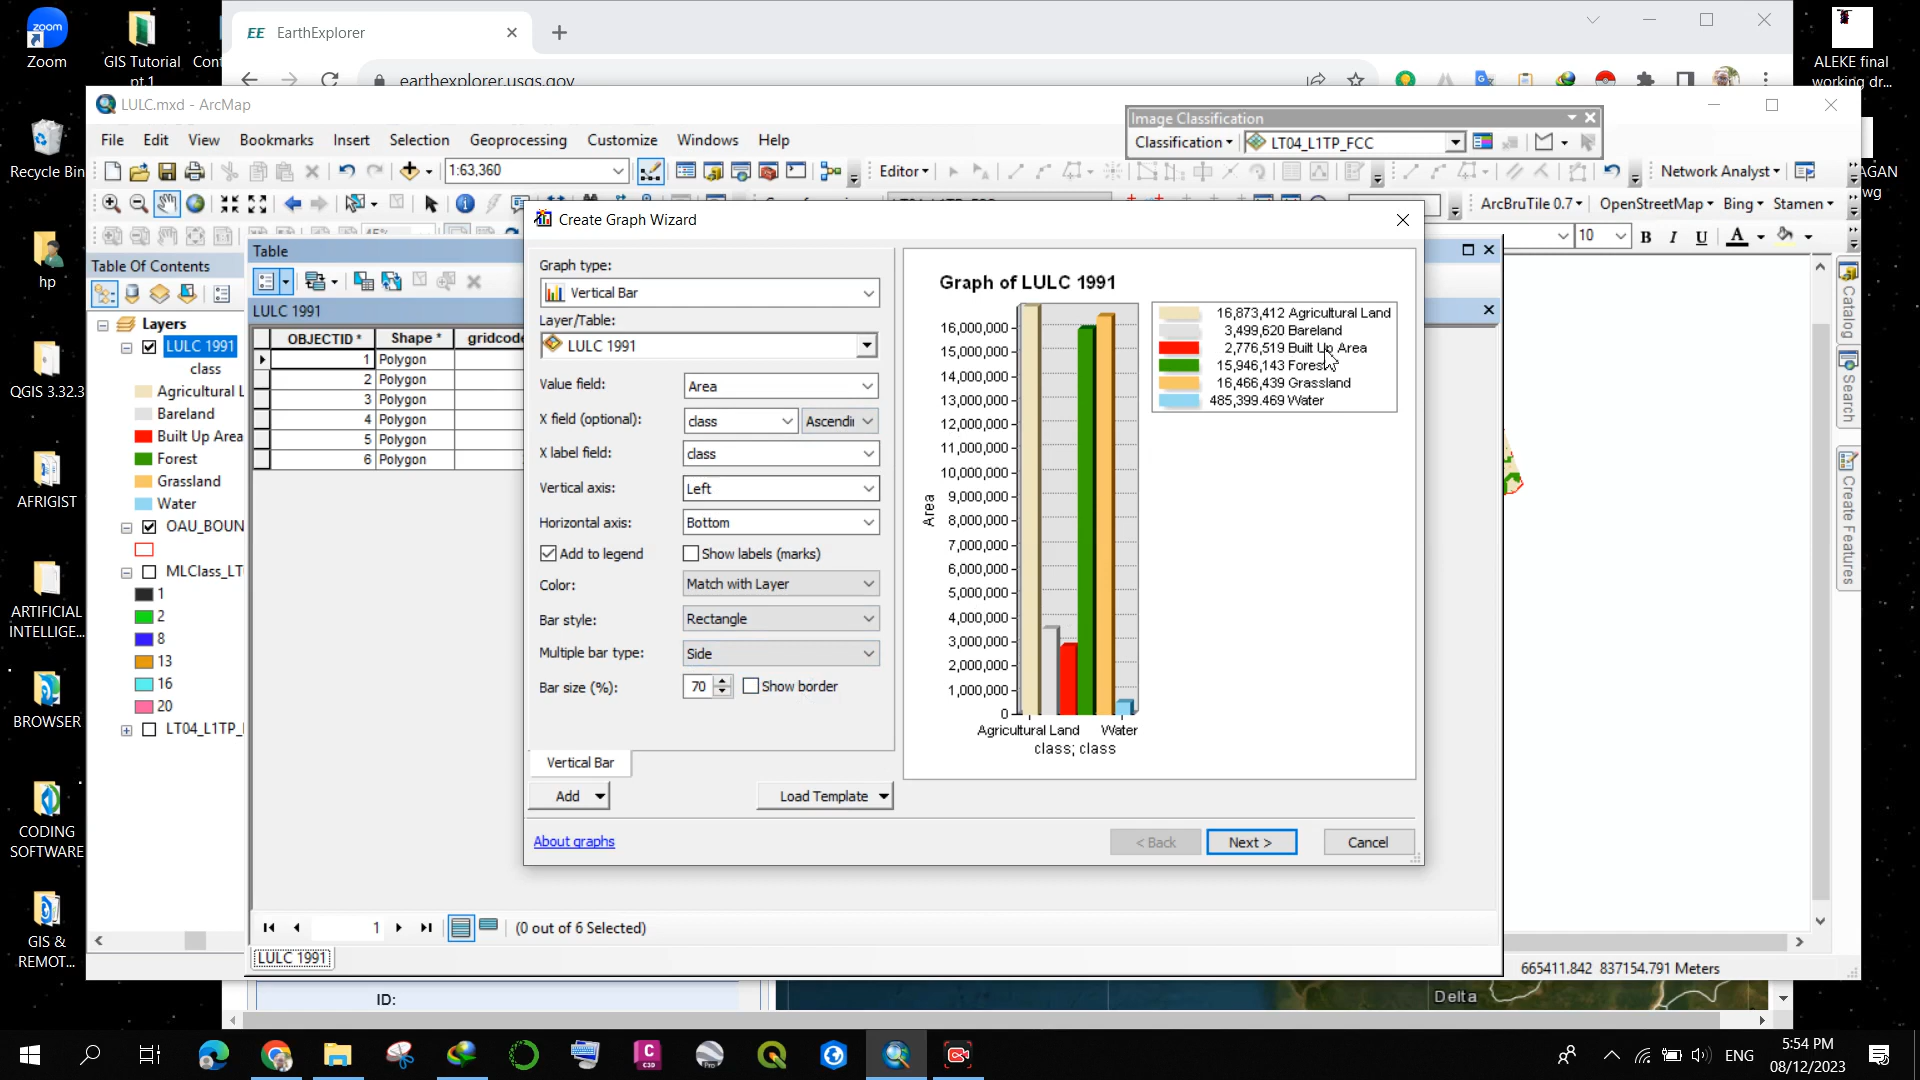 Zoom
GIS Tutorial
pt 1
EE EarthExplorer
earthexplorer.usgs.gov
ALEKE final
working dr...
LULC.mxd - ArcMap
Image Classification
File Edit View Bookmarks Insert Selection Geoprocessing Customize Windows Help
Classification
LT04_L1TP_FCC
Recycle Bin
1:63,360
Editor
Network Analyst
ArcBruTile 0.7
OpenStreetMap
Bing
Stamen
Create Graph Wizard
10
B I U A
hp
Table Of Contents
Table
Layers
LULC 1991
class
Agricultural L
Bareland
Built Up Area
Forest
Grassland
Water
OAU_BOUN
MLClass_LT
1
2
8
13
16
20
LT04_L1TP_
LULC 1991
OBJECTID * Shape * gridcode
1 Polygon
2 Polygon
3 Polygon
4 Polygon
5 Polygon
6 Polygon
Graph type:
Vertical Bar
Layer/Table:
LULC 1991
Value field: Area
X field (optional): class Ascendi
X label field: class
Vertical axis: Left
Horizontal axis: Bottom
Add to legend Show labels (marks)
Color: Match with Layer
Bar style: Rectangle
Multiple bar type: Side
Bar size (%): 70 Show border
Vertical Bar
Add
Load Template
About graphs
< Back Next > Cancel
Graph of LULC 1991
16,000,000
15,000,000
14,000,000
13,000,000
12,000,000
11,000,000
10,000,000
9,000,000
8,000,000
7,000,000
6,000,000
5,000,000
4,000,000
3,000,000
2,000,000
1,000,000
0
Area
Agricultural Land Water
class; class
16,873,412 Agricultural Land
3,499,620 Bareland
2,776,519 Built Up Area
15,946,143 Forest
16,466,439 Grassland
485,399.469 Water
Catalog
Search
Create Features
QGIS 3.32.3
AFRIGIST
ARTIFICIAL
INTELLIGE...
BROWSER
CODING
SOFTWARE
GIS &
REMOT...
1
(0 out of 6 Selected)
LULC 1991
665411.842 837154.791 Meters
ID:
Delta
ENG
5:54 PM
08/12/2023